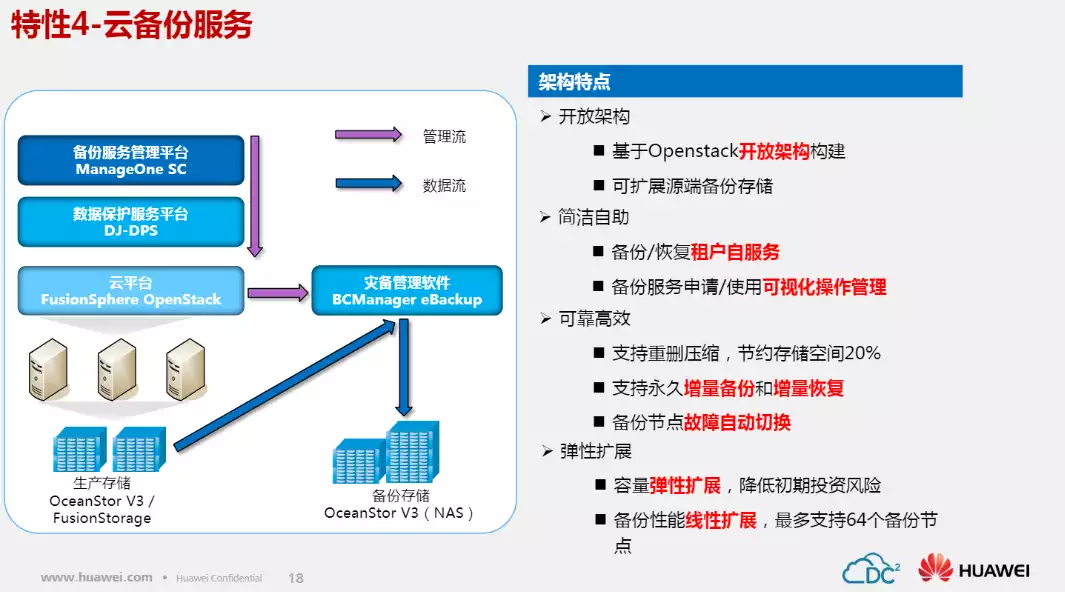 特性4-云备份服务
备份服务管理平台
ManageOne SC
数据保护服务平台
DJ-DPS
云平台
FusionSphere OpenStack
管理流
数据流
灾备管理软件
BCManager eBackup
生产存储
OceanStor V3 /
FusionStorage
备份存储
OceanStor V3（NAS）
架构特点
开放架构
基于Openstack开放架构构建
可扩展源端备份存储
简洁自助
备份/恢复租户自服务
备份服务申请/使用可视化操作管理
可靠高效
支持重删压缩，节约存储空间20%
支持永久增量备份和增量恢复
备份节点故障自动切换
弹性扩展
容量弹性扩展，降低初期投资风险
备份性能线性扩展，最多支持64个备份节
点
www.huawei.com • Huawei Confidential 18
DC²
HUAWEI